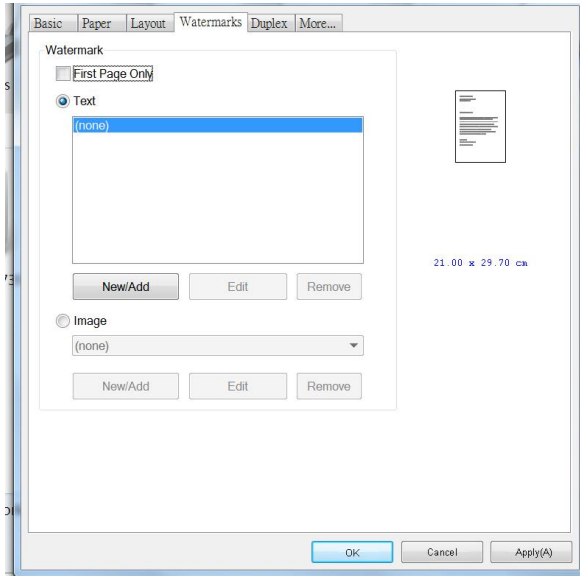 Basic Paper Layout Watermarks Duplex More...
Watermark
First Page Only
Text
(none)
21.00 x 29.70 cm
New/Add Edit Remove
Image
(none)
New/Add Edit Remove
OK Cancel Apply(A)